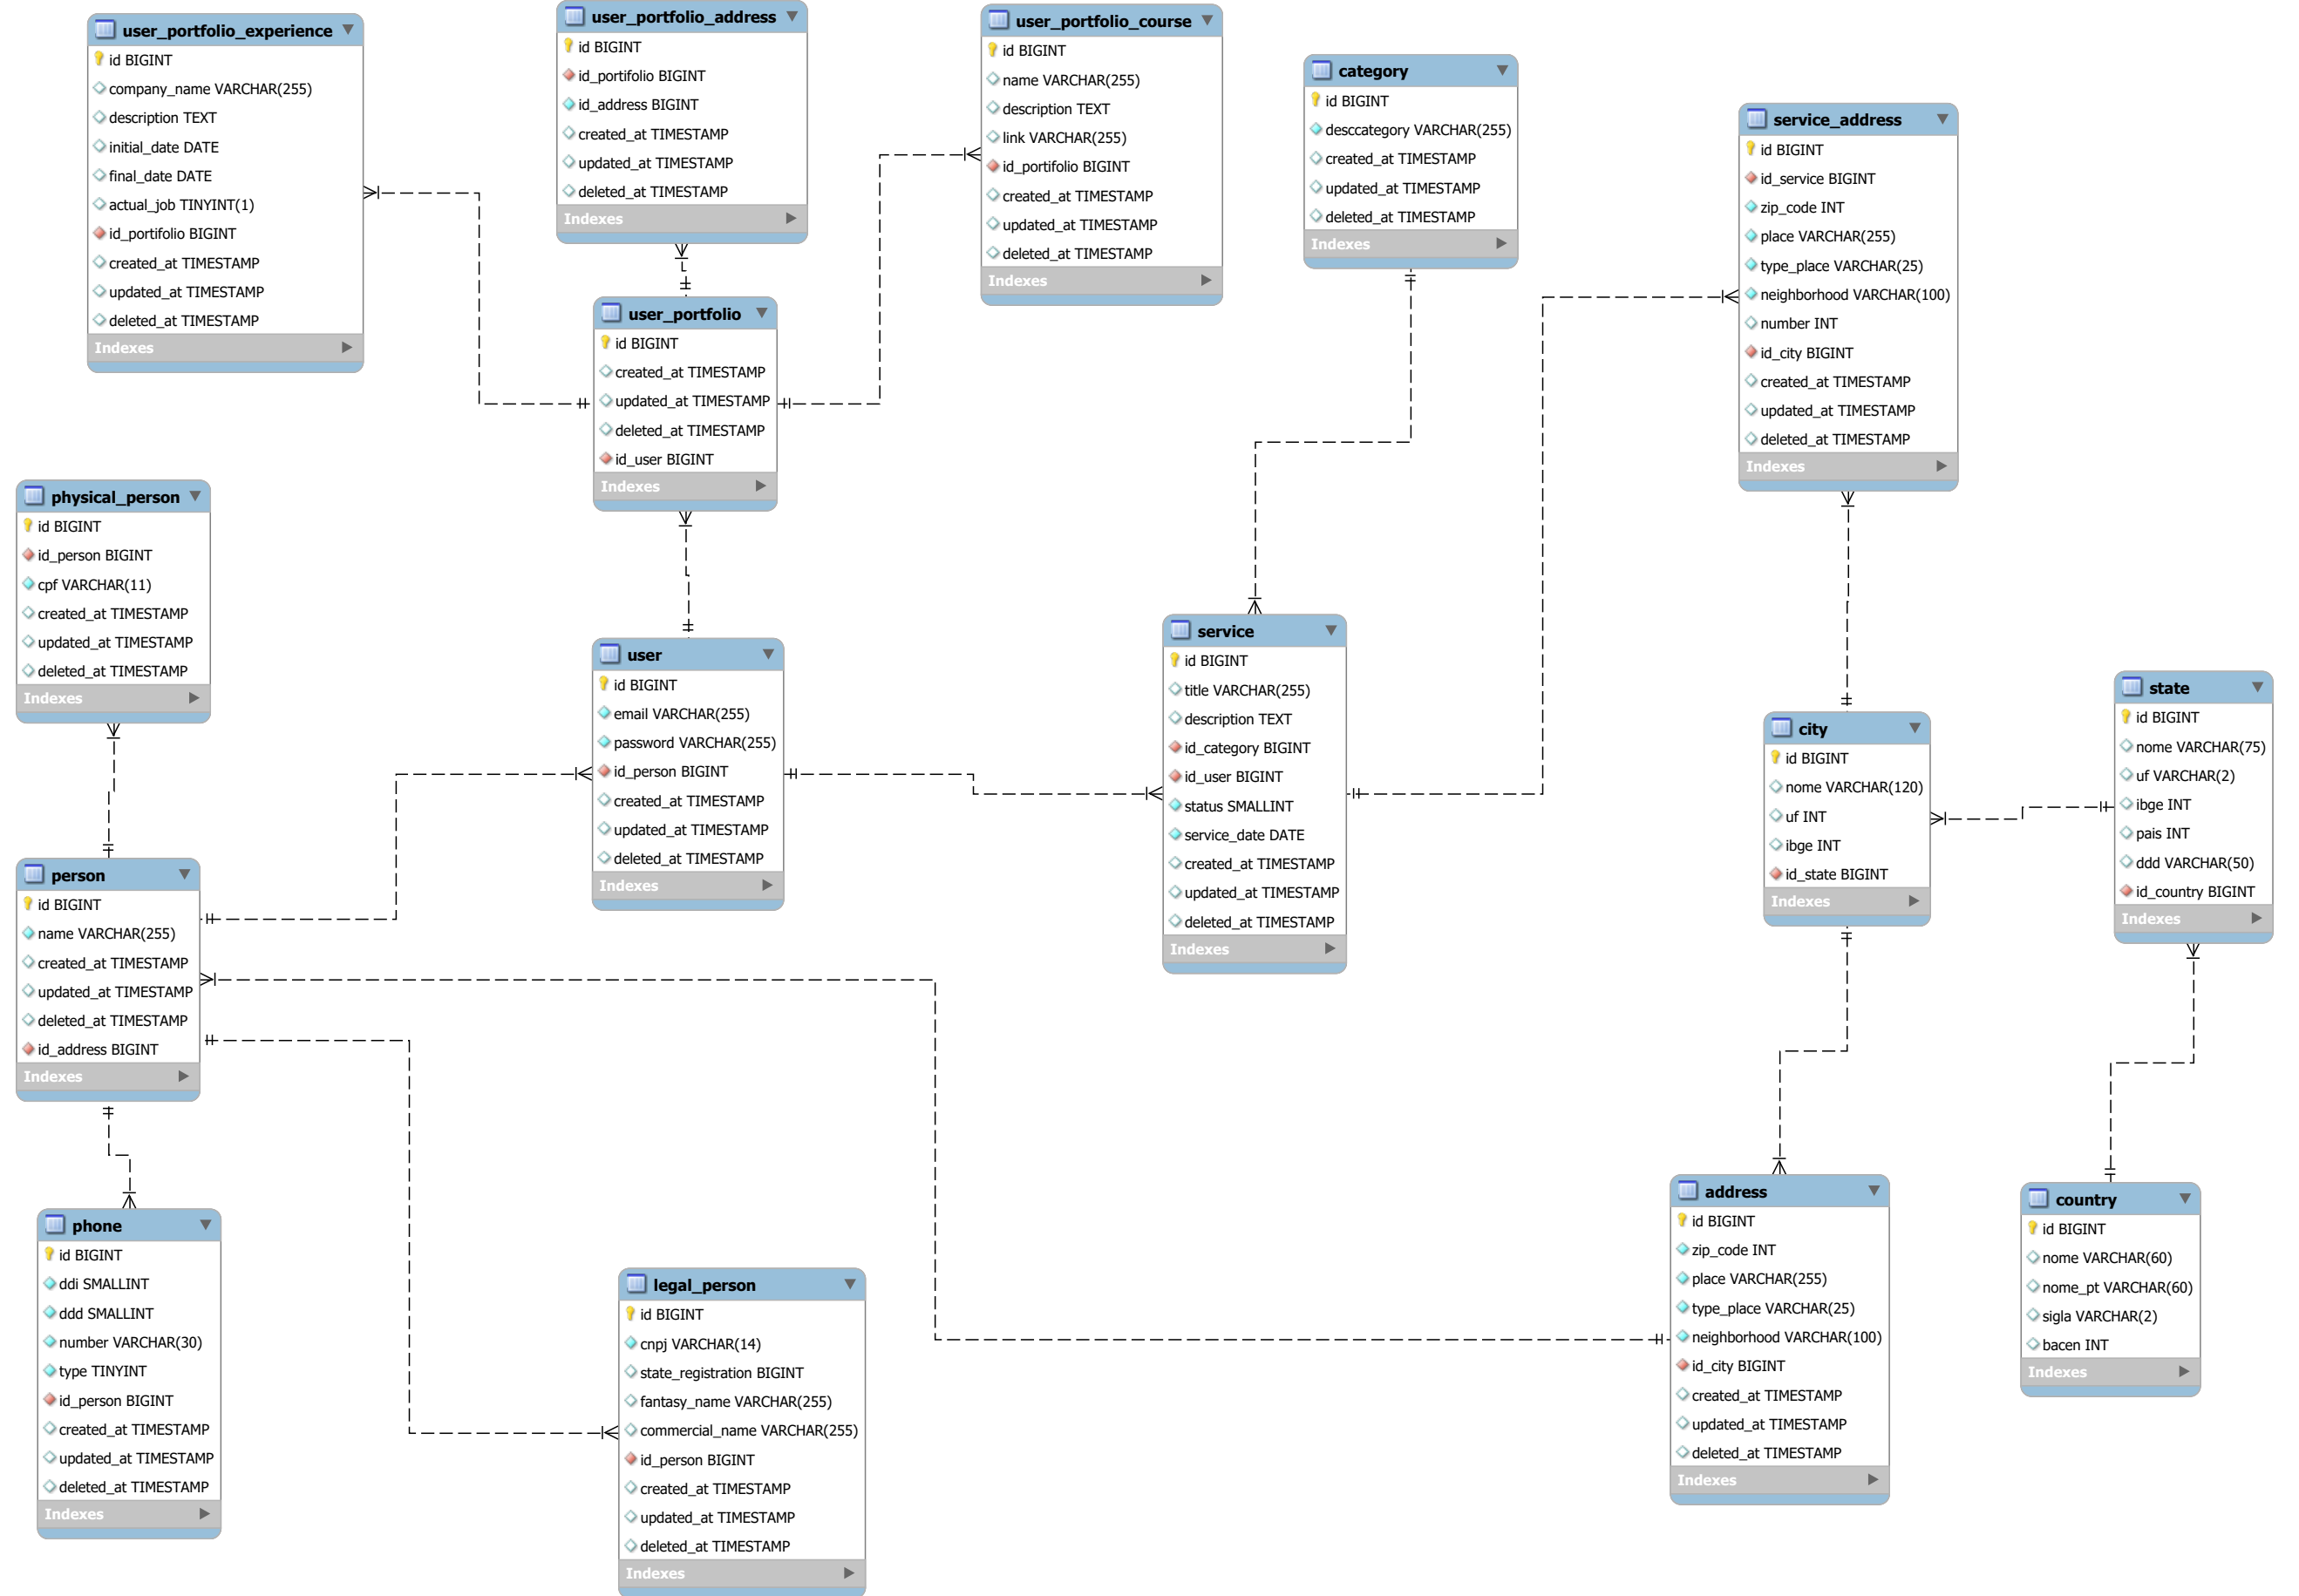 user_portfolio_experience
id BIGINT
company_name VARCHAR(255)
description TEXT
initial_date DATE
final_date DATE
actual_job TINYINT(1)
id_portifolio BIGINT
created_at TIMESTAMP
updated_at TIMESTAMP
deleted_at TIMESTAMP
Indexes
user_portfolio_address
id BIGINT
id_portifolio BIGINT
id_address BIGINT
created_at TIMESTAMP
updated_at TIMESTAMP
deleted_at TIMESTAMP
Indexes
user_portfolio_course
id BIGINT
name VARCHAR(255)
description TEXT
link VARCHAR(255)
id_portifolio BIGINT
created_at TIMESTAMP
updated_at TIMESTAMP
deleted_at TIMESTAMP
Indexes
category
id BIGINT
desccategory VARCHAR(255)
created_at TIMESTAMP
updated_at TIMESTAMP
deleted_at TIMESTAMP
Indexes
service_address
id BIGINT
id_service BIGINT
zip_code INT
place VARCHAR(255)
type_place VARCHAR(25)
neighborhood VARCHAR(100)
number INT
id_city BIGINT
created_at TIMESTAMP
updated_at TIMESTAMP
deleted_at TIMESTAMP
Indexes
user_portfolio
id BIGINT
created_at TIMESTAMP
updated_at TIMESTAMP
deleted_at TIMESTAMP
id_user BIGINT
Indexes
physical_person
id BIGINT
id_person BIGINT
cpf VARCHAR(11)
created_at TIMESTAMP
updated_at TIMESTAMP
deleted_at TIMESTAMP
Indexes
user
id BIGINT
email VARCHAR(255)
password VARCHAR(255)
id_person BIGINT
created_at TIMESTAMP
updated_at TIMESTAMP
deleted_at TIMESTAMP
Indexes
service
id BIGINT
title VARCHAR(255)
description TEXT
id_category BIGINT
id_user BIGINT
status SMALLINT
service_date DATE
created_at TIMESTAMP
updated_at TIMESTAMP
deleted_at TIMESTAMP
Indexes
city
id BIGINT
nome VARCHAR(120)
uf INT
ibge INT
id_state BIGINT
Indexes
state
id BIGINT
nome VARCHAR(75)
uf VARCHAR(2)
ibge INT
pais INT
ddd VARCHAR(50)
id_country BIGINT
Indexes
person
id BIGINT
name VARCHAR(255)
created_at TIMESTAMP
updated_at TIMESTAMP
deleted_at TIMESTAMP
id_address BIGINT
Indexes
phone
id BIGINT
ddi SMALLINT
ddd SMALLINT
number VARCHAR(30)
type TINYINT
id_person BIGINT
created_at TIMESTAMP
updated_at TIMESTAMP
deleted_at TIMESTAMP
Indexes
legal_person
id BIGINT
cnpj VARCHAR(14)
state_registration BIGINT
fantasy_name VARCHAR(255)
commercial_name VARCHAR(255)
id_person BIGINT
created_at TIMESTAMP
updated_at TIMESTAMP
deleted_at TIMESTAMP
Indexes
address
id BIGINT
zip_code INT
place VARCHAR(255)
type_place VARCHAR(25)
neighborhood VARCHAR(100)
id_city BIGINT
created_at TIMESTAMP
updated_at TIMESTAMP
deleted_at TIMESTAMP
Indexes
country
id BIGINT
nome VARCHAR(60)
nome_pt VARCHAR(60)
sigla VARCHAR(2)
bacen INT
Indexes